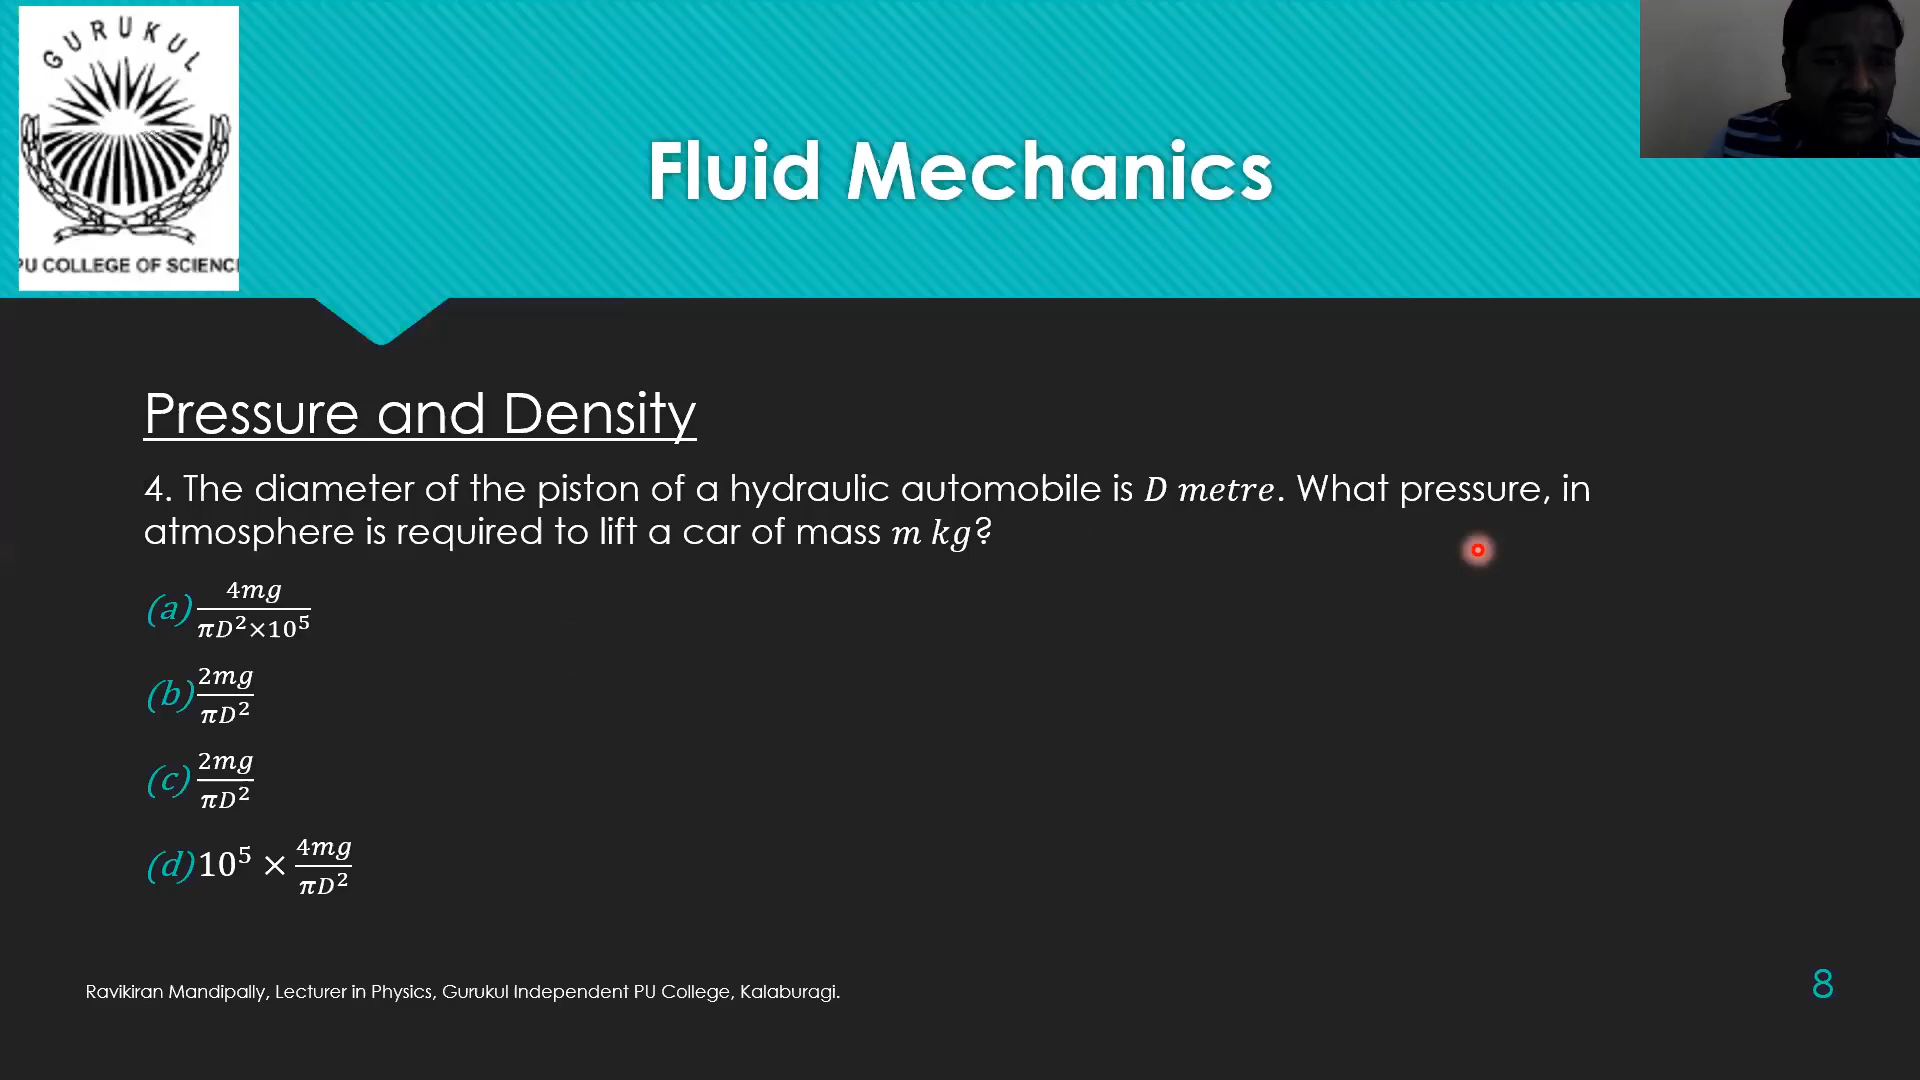 GURUKUL
PU COLLEGE OF SCIENC
Fluid Mechanics
Pressure and Density
4. The diameter of the piston of a hydraulic automobile is D metre. What pressure, in
atmosphere is required to lift a car of mass m kg?
(a) 4mg / πD²×10⁵
(b) 2mg / πD²
(c) 2mg / πD²
(d) 10⁵ × 4mg / πD²
Ravikiran Mandipally, Lecturer in Physics, Gurukul Independent PU College, Kalaburagi.
8